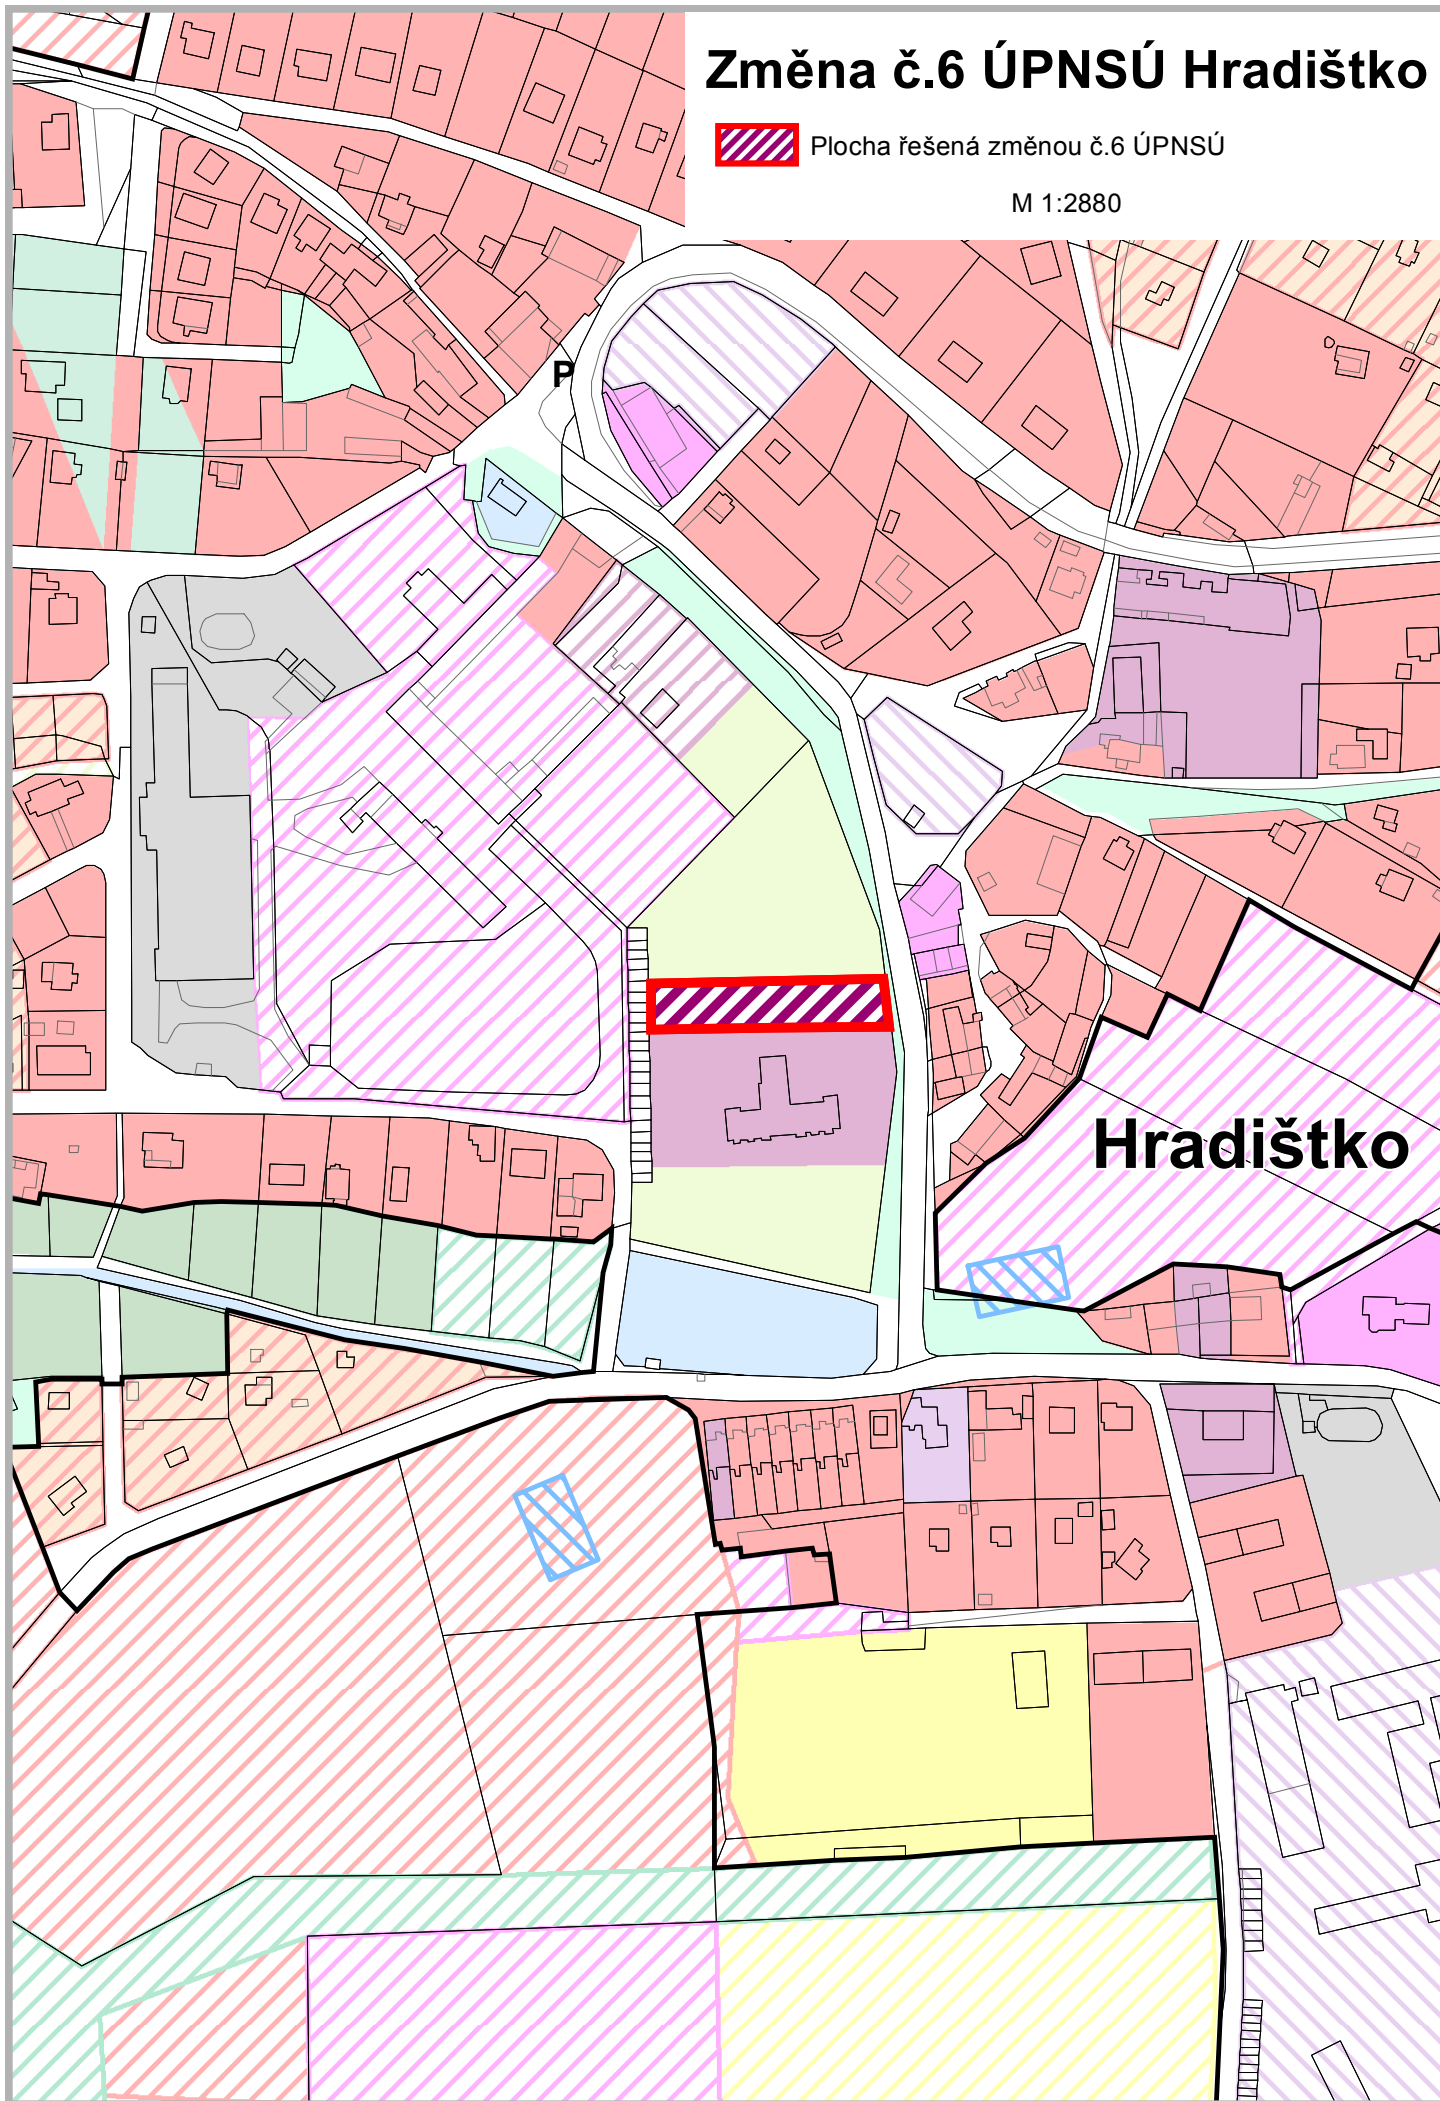 Změna č.6 ÚPNSÚ Hradištko
Plocha řešená změnou č.6 ÚPNSÚ
M 1:2880
P
Hradištko